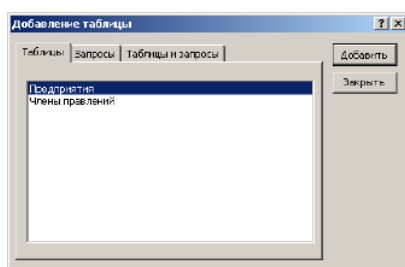 Добавление таблицы
Таблицы Запросы Таблицы и запросы
Добавить
Закрыть
Предприятия
Члены правлений